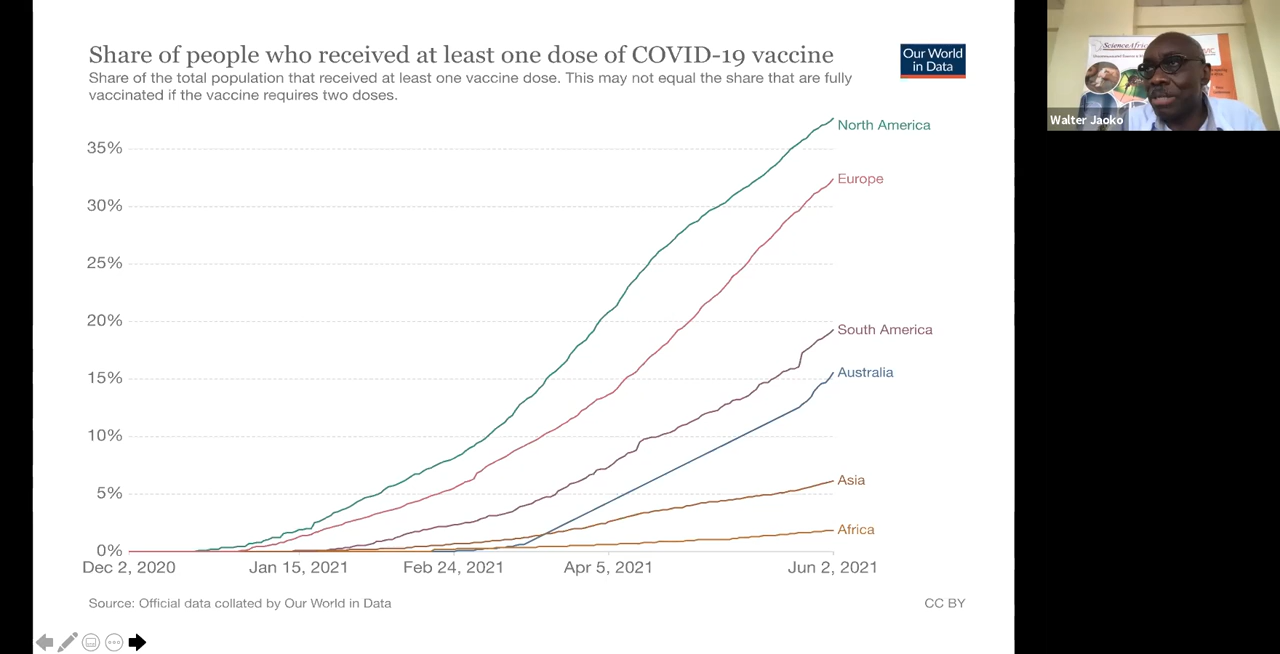 Share of people who received at least one dose of COVID-19 vaccine
Share of the total population that received at least one vaccine dose. This may not equal the share that are fully
vaccinated if the vaccine requires two doses.
Our World
in Data
35%
30%
25%
20%
15%
10%
5%
0%
North America
Europe
South America
Australia
Asia
Africa
Dec 2, 2020
Jan 15, 2021
Feb 24, 2021
Apr 5, 2021
Jun 2, 2021
Source: Official data collated by Our World in Data
CC BY
Walter Jaoko